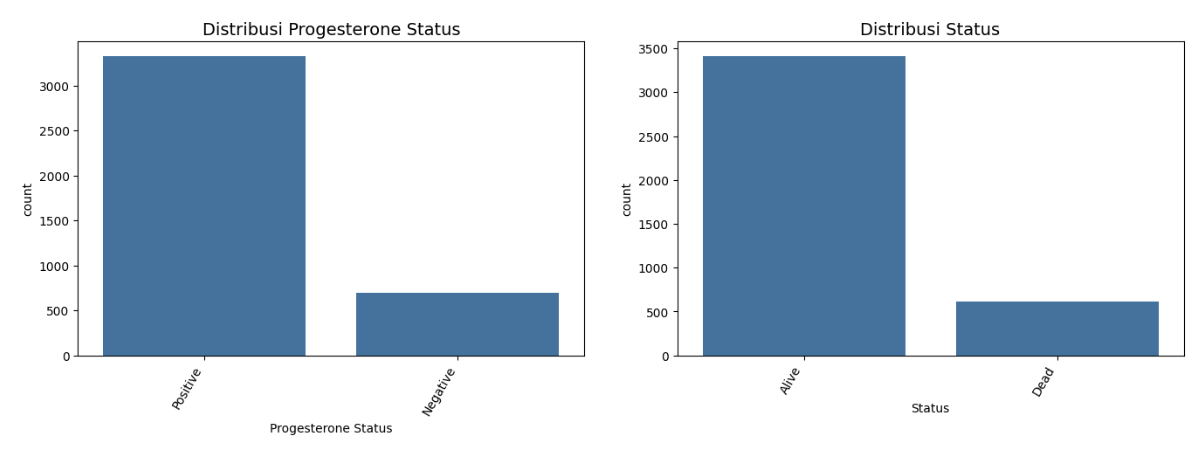 Distribusi Progesterone Status
count
3000
2500
2000
1500
1000
500
0
Positive
Negative
Progesterone Status
Distribusi Status
count
3500
3000
2500
2000
1500
1000
500
0
Alive
Dead
Status